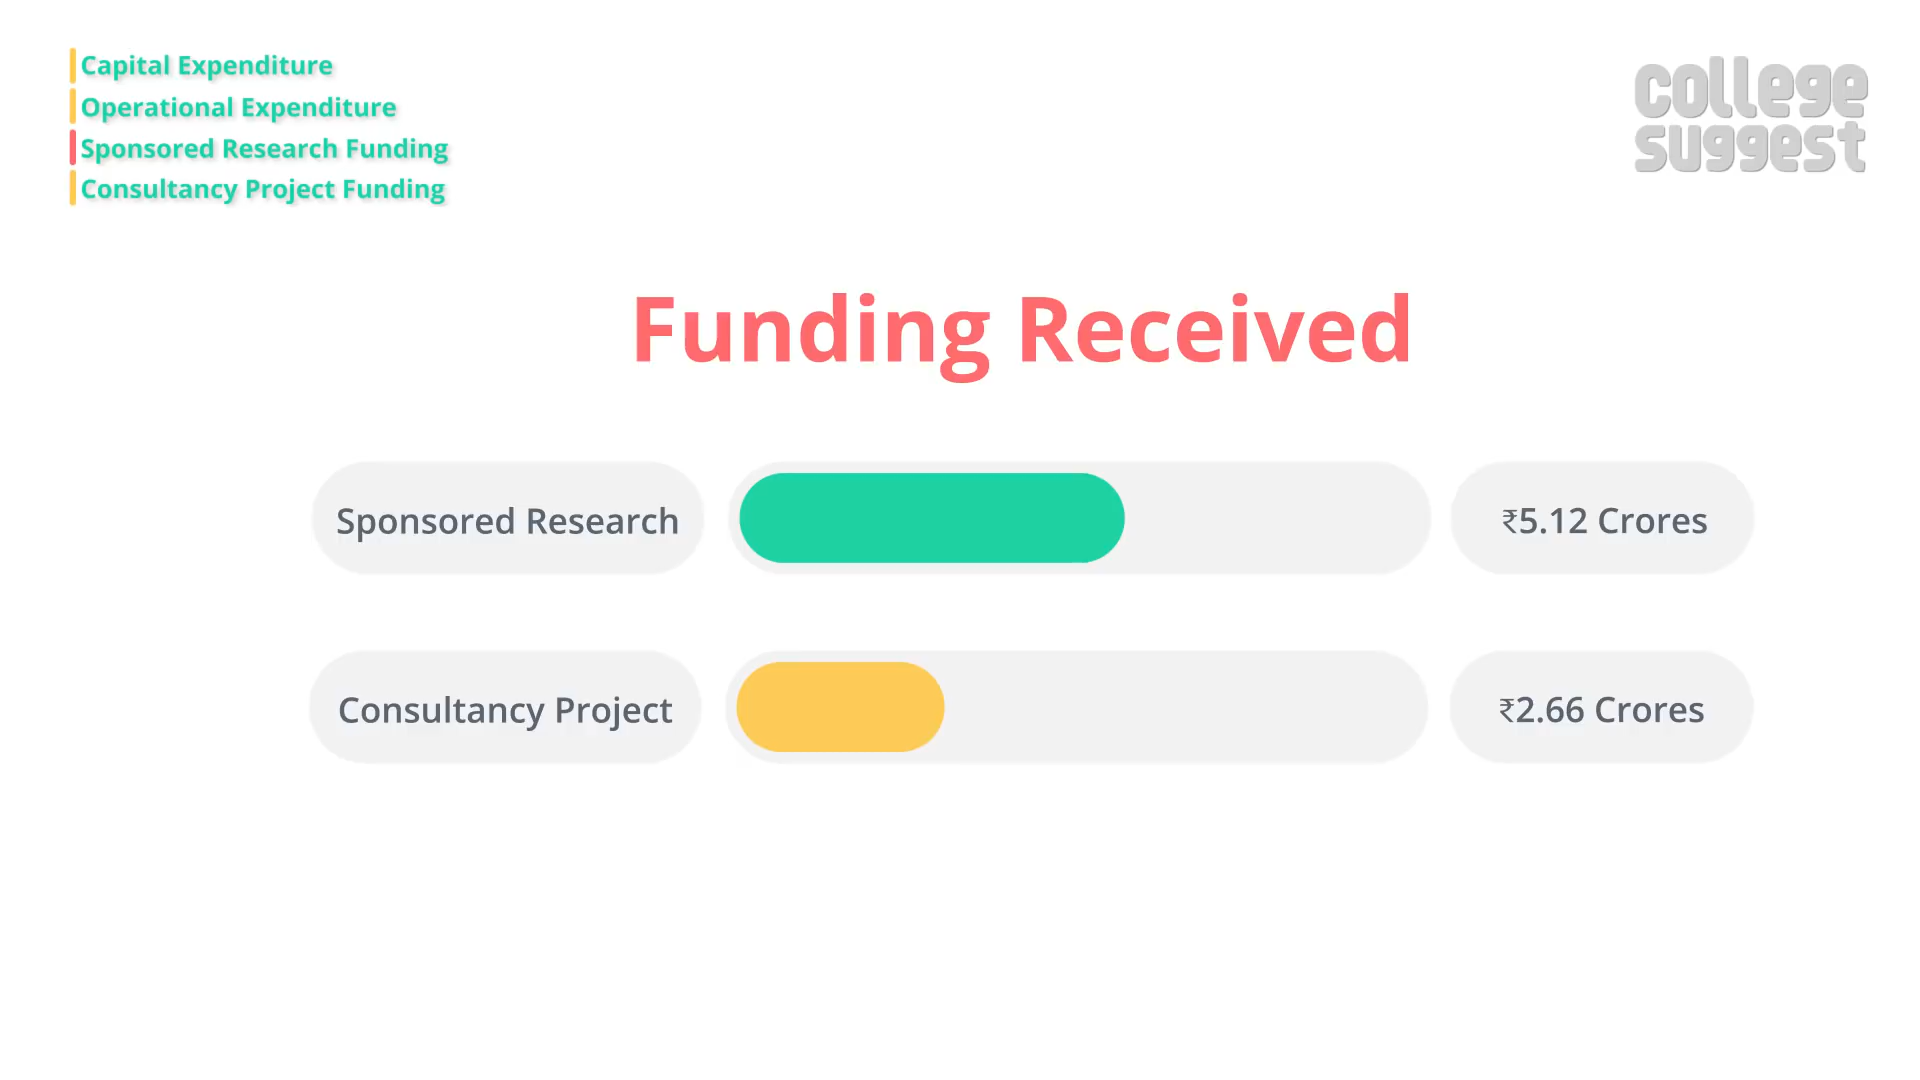 Capital Expenditure
Operational Expenditure
Sponsored Research Funding
Consultancy Project Funding
college
suggest
Funding Received
Sponsored Research
₹5.12 Crores
Consultancy Project
₹2.66 Crores